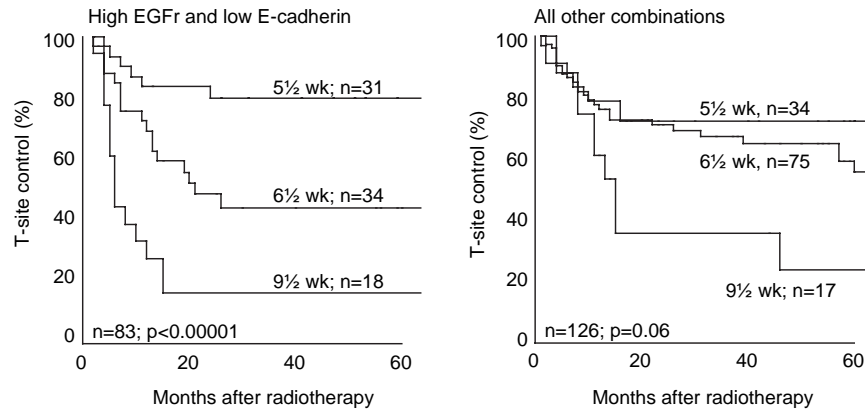 High EGFr and low E-cadherin
T-site control (%)
100
80
60
40
20
0
5½ wk; n=31
6½ wk; n=34
9½ wk; n=18
n=83; p<0.00001
20
40
60
Months after radiotherapy
All other combinations
T-site control (%)
100
80
60
40
20
0
5½ wk, n=34
6½ wk, n=75
9½ wk; n=17
n=126; p=0.06
0
20
40
60
Months after radiotherapy